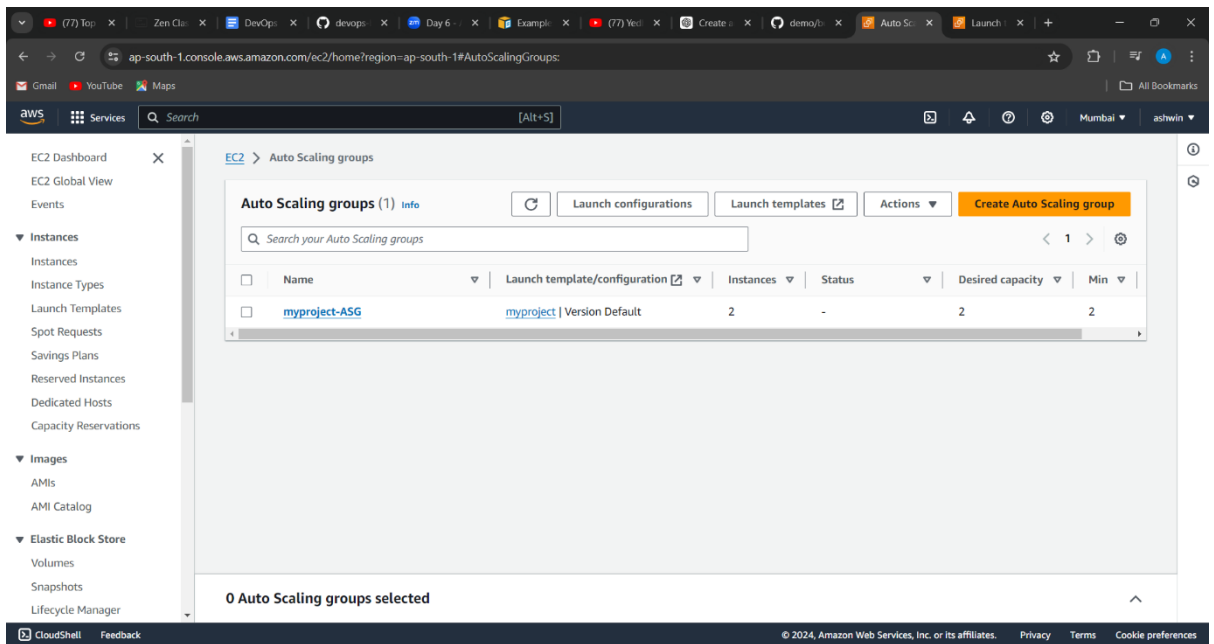 (77) Top
Zen Clas
DevOps
devops-
Day 6 -
Example
(77) Yed
Create a
demo/b
Auto Sc
Launch t
ap-south-1.console.aws.amazon.com/ec2/home?region=ap-south-1#AutoScalingGroups:
A
Gmail YouTube Maps
All Bookmarks
aws Services Search [Alt+S] Mumbai ashwin
EC2 Dashboard
EC2 Global View
Events
Instances
Instances
Instance Types
Launch Templates
Spot Requests
Savings Plans
Reserved Instances
Dedicated Hosts
Capacity Reservations
Images
AMIs
AMI Catalog
Elastic Block Store
Volumes
Snapshots
Lifecycle Manager
EC2 > Auto Scaling groups
Auto Scaling groups (1) Info
Launch configurations
Launch templates
Actions
Create Auto Scaling group
Search your Auto Scaling groups
1
Name Launch template/configuration Instances Status Desired capacity Min
myproject-ASG myproject | Version Default 2 - 2 2
0 Auto Scaling groups selected
CloudShell Feedback © 2024, Amazon Web Services, Inc. or its affiliates. Privacy Terms Cookie preferences